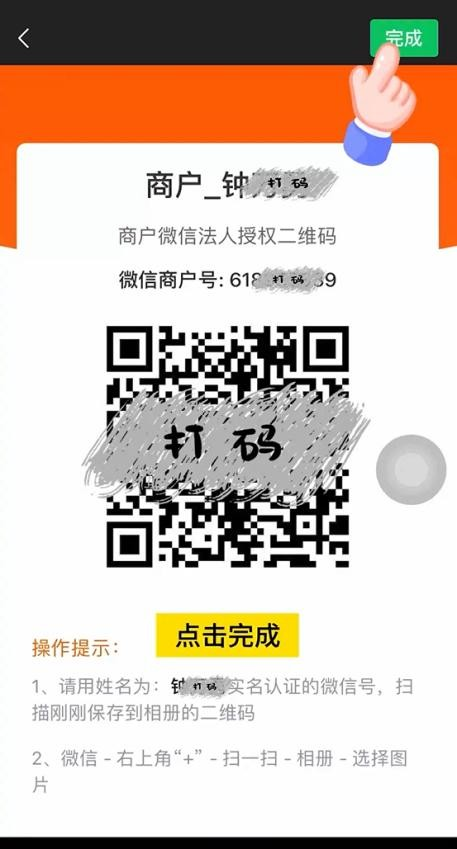 完成
商户_钟 打 码
商户微信法人授权二维码
微信商户号: 618 打 码 39
打 码
点击完成
操作提示：
1、请用姓名为：钟 打 码 实名认证的微信号，扫
描刚刚保存到相册的二维码
2、微信 - 右上角“+” - 扫一扫 - 相册 - 选择图
片